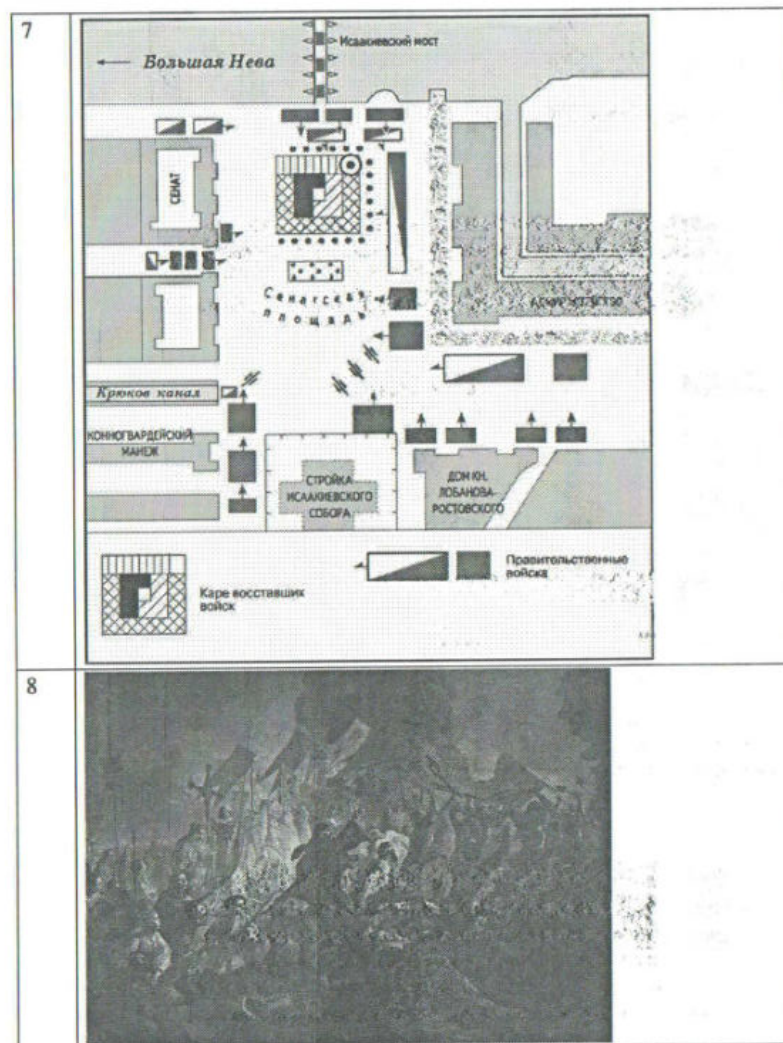 7
Исаакиевский мост
← Большая Нева
СЕНАТ
Сенатская
площадь
Крюков канал
КОННОГВАРДЕЙСКИЙ
МАНЕЖ
СТРОЙКА
ИСААКИЕВСКОГО
СОБОРА
ДОМ КН.
ЛОБАНОВА-
РОСТОВСКОГО
Каре восставших
войск
Правительственные
войска
8